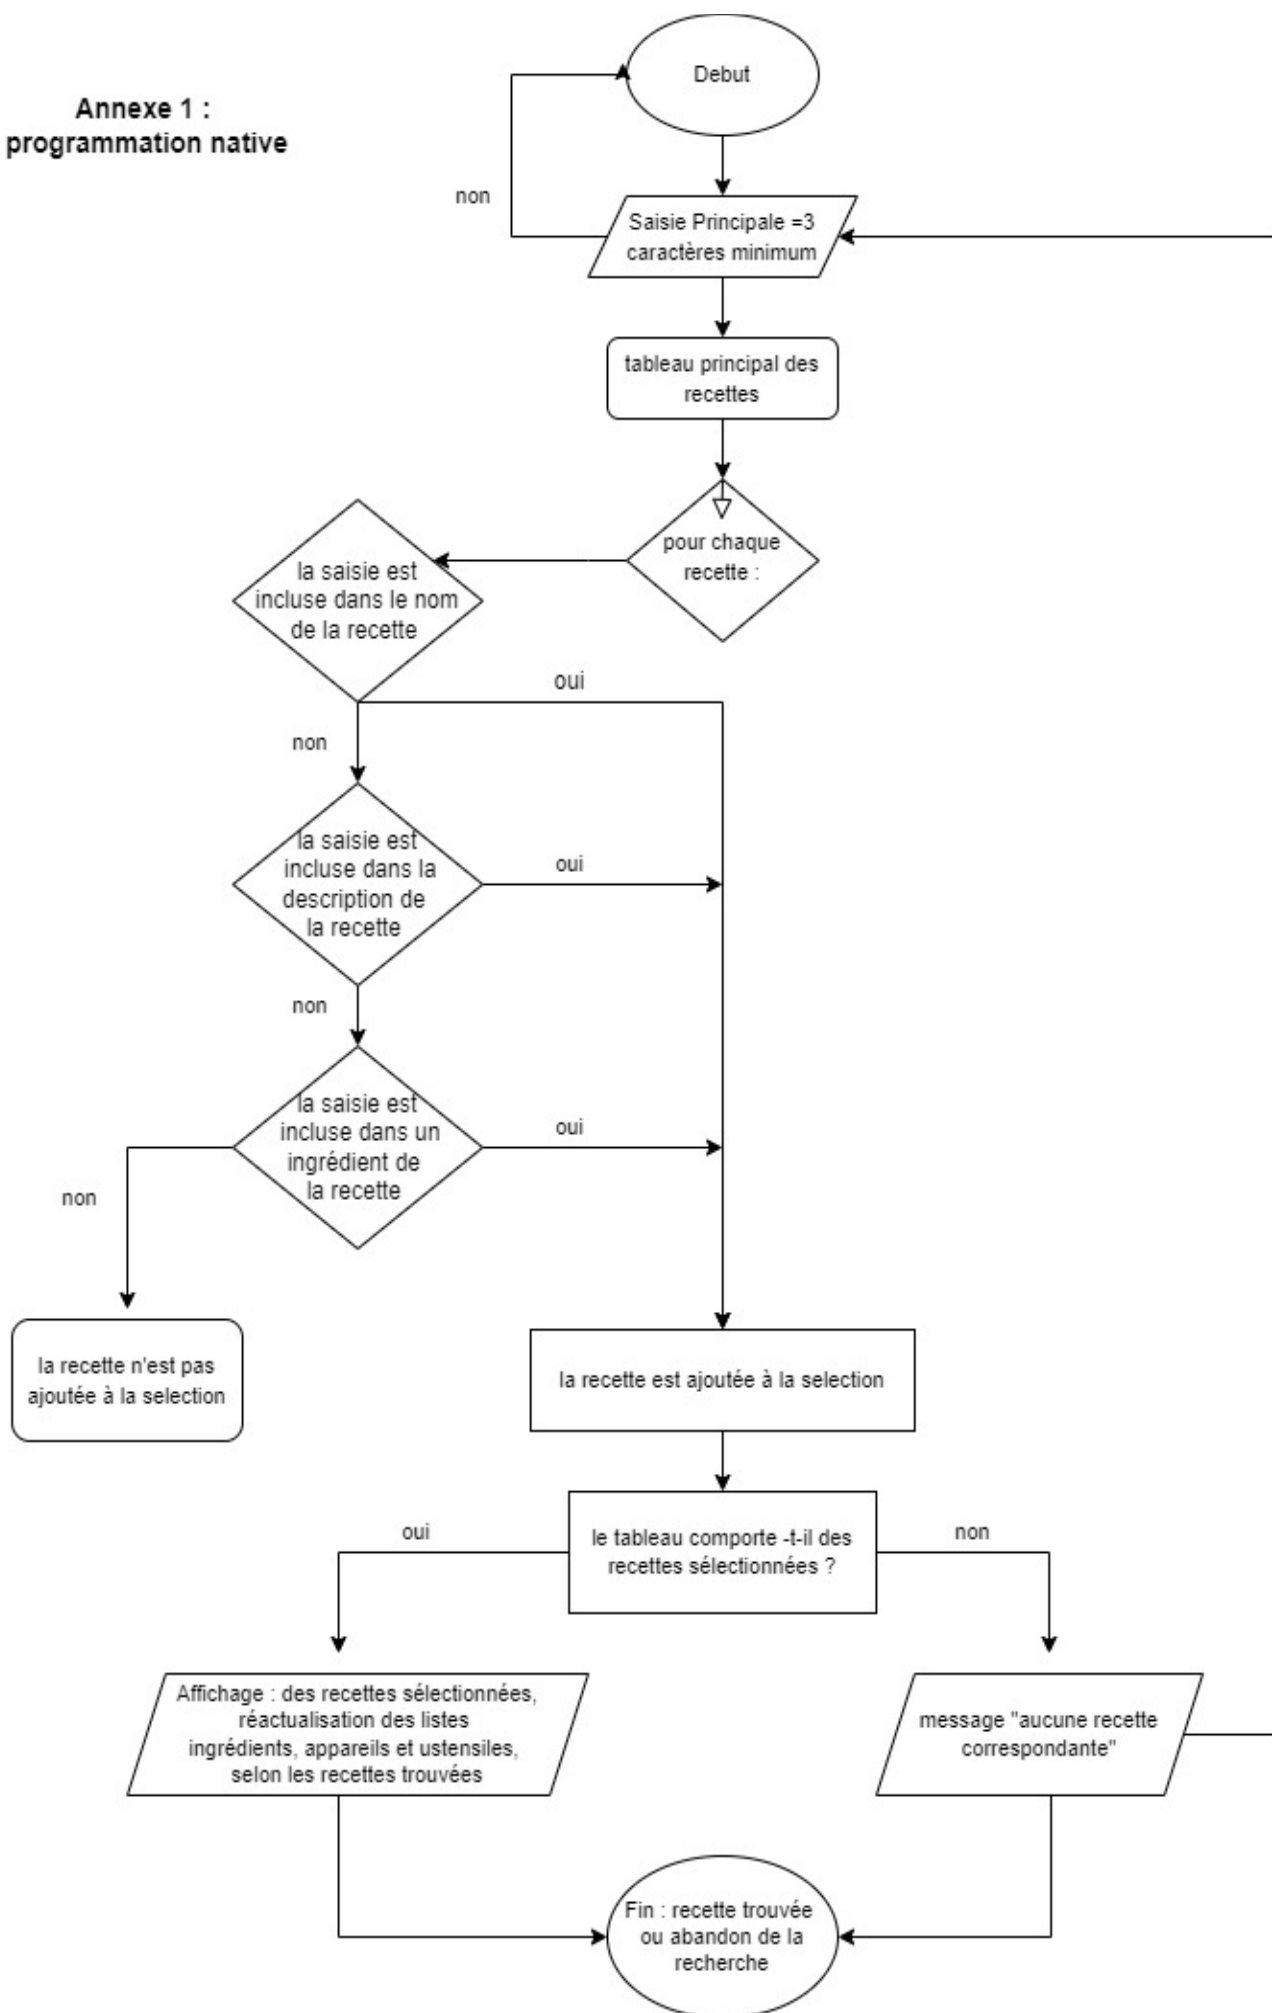 Annexe 1 :
programmation native
Debut
non
Saisie Principale =3
caractères minimum
tableau principal des
recettes
pour chaque
recette :
la saisie est
incluse dans le nom
de la recette
oui
non
la saisie est
incluse dans la
description de
la recette
oui
non
la saisie est
incluse dans un
ingrédient de
la recette
oui
non
la recette n'est pas
ajoutée à la selection
la recette est ajoutée à la selection
le tableau comporte -t-il des
recettes sélectionnées ?
oui
non
Affichage : des recettes sélectionnées,
réactualisation des listes
ingrédients, appareils et ustensiles,
selon les recettes trouvées
message "aucune recette
correspondante"
Fin : recette trouvée
ou abandon de la
recherche